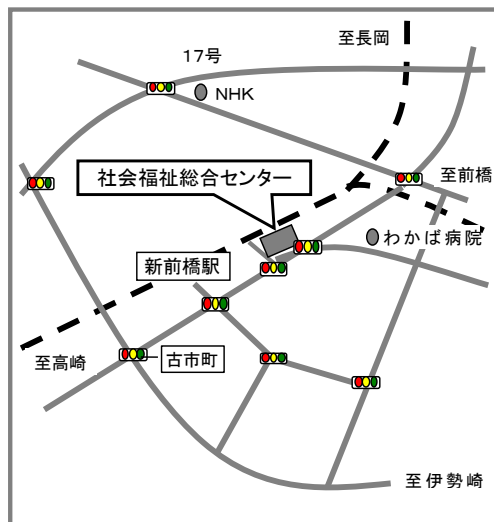 至長岡
17号
NHK
社会福祉総合センター
至前橋
わかば病院
新前橋駅
至高崎
古市町
至伊勢崎